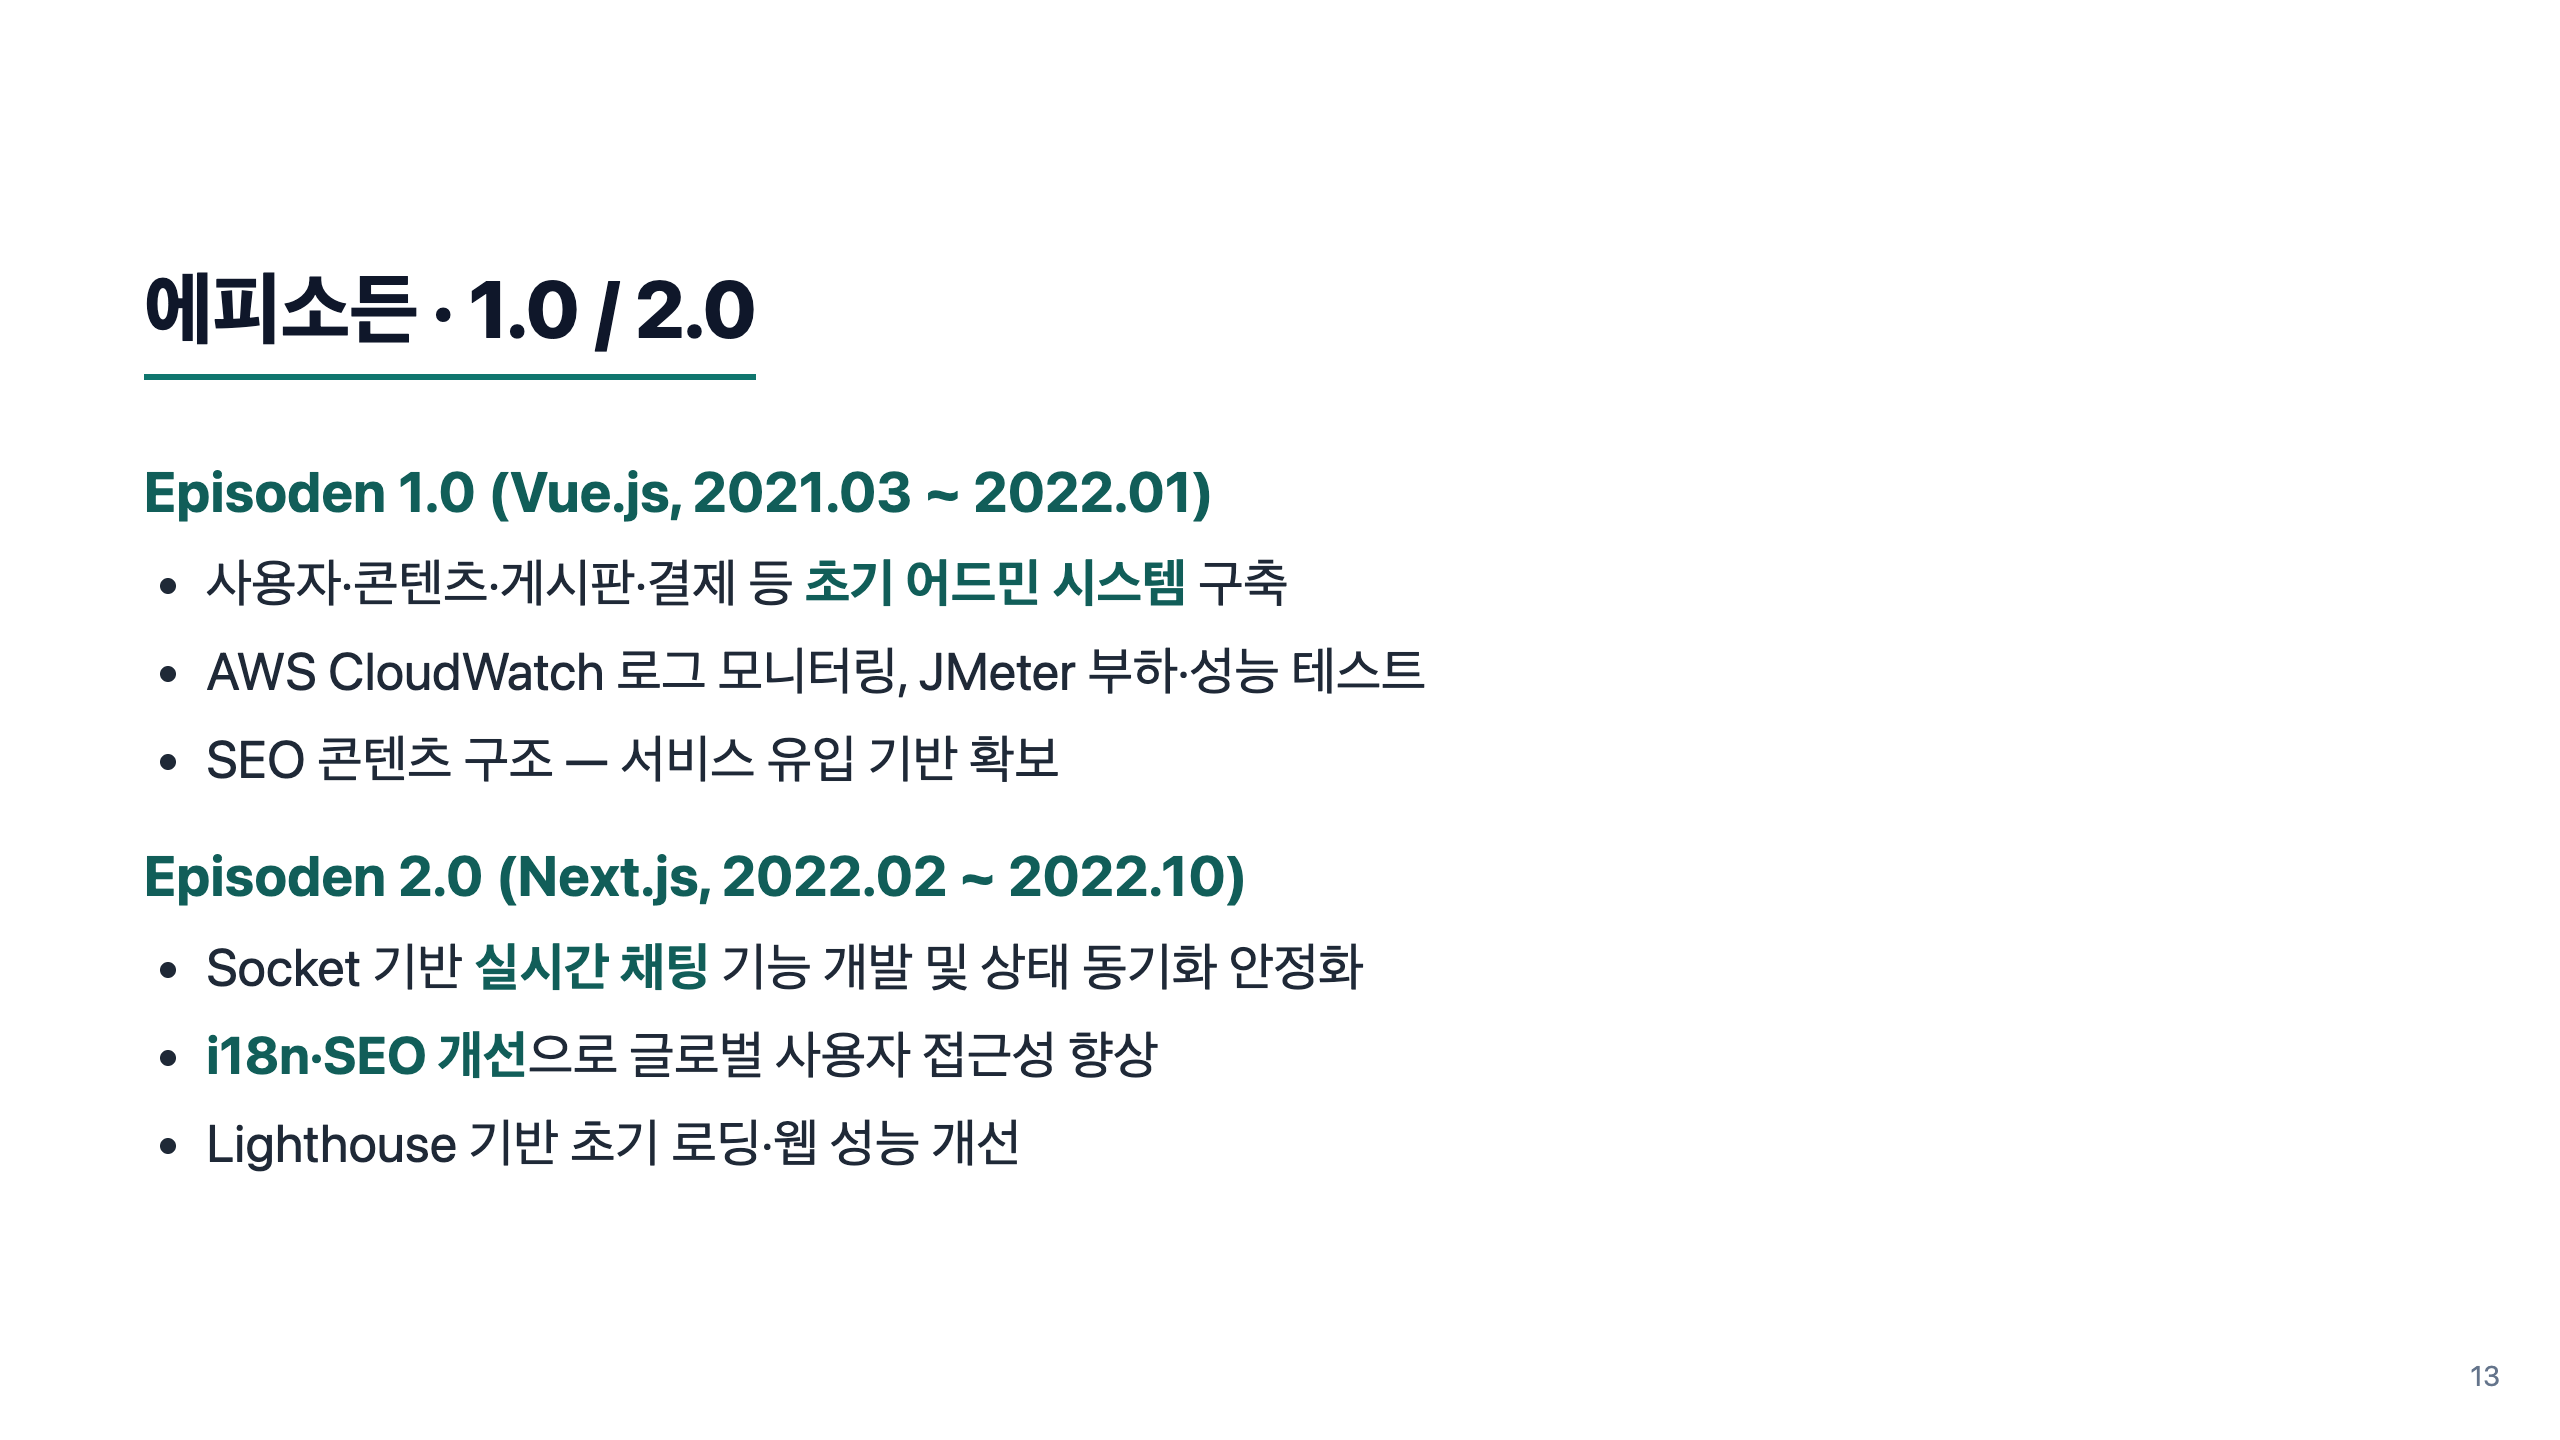 에피소든 · 1.0 / 2.0
Episoden 1.0 (Vue.js, 2021.03 ~ 2022.01)
• 사용자·콘텐츠·게시판·결제 등 초기 어드민 시스템 구축
• AWS CloudWatch 로그 모니터링, JMeter 부하·성능 테스트
• SEO 콘텐츠 구조 — 서비스 유입 기반 확보
Episoden 2.0 (Next.js, 2022.02 ~ 2022.10)
• Socket 기반 실시간 채팅 기능 개발 및 상태 동기화 안정화
• i18n·SEO 개선으로 글로벌 사용자 접근성 향상
• Lighthouse 기반 초기 로딩·웹 성능 개선
13